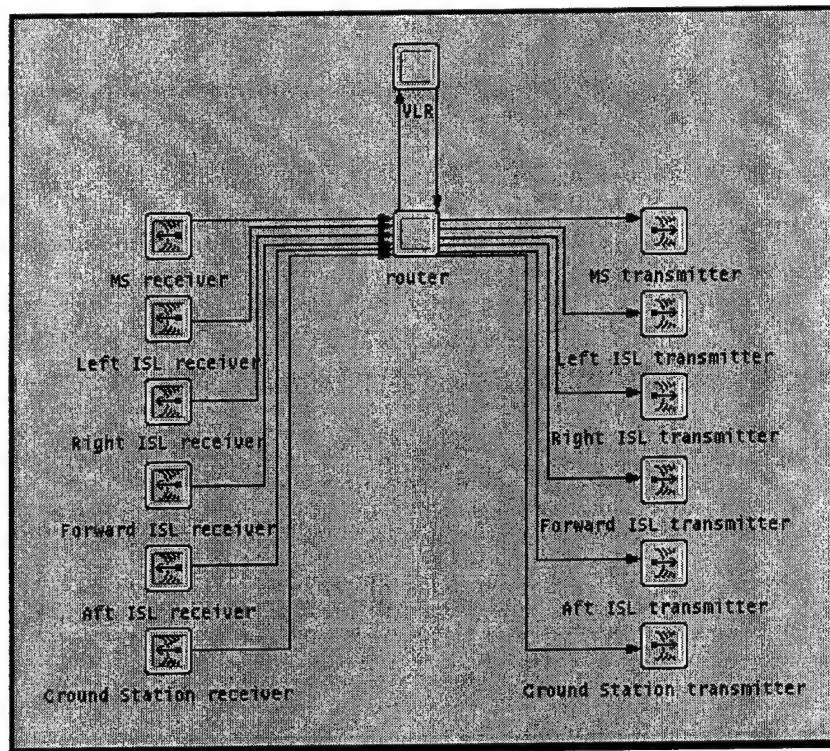 VLR
MS receiver
router
MS transmitter
Left ISL receiver
Left ISL transmitter
Right ISL receiver
Right ISL transmitter
Forward ISL receiver
Forward ISL transmitter
Aft ISL receiver
Aft ISL transmitter
Ground Station receiver
Ground Station transmitter